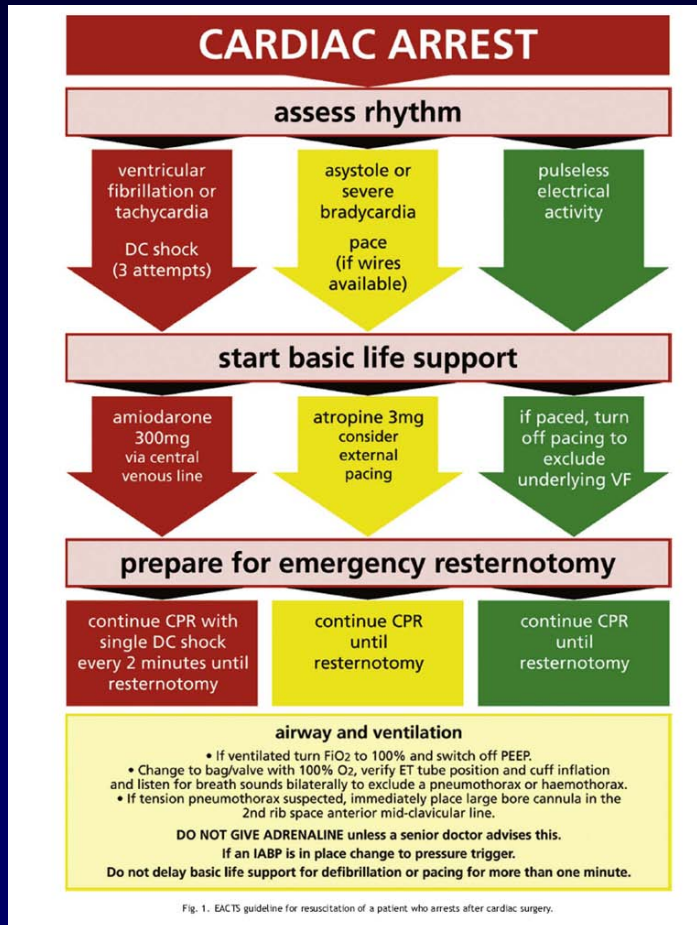 CARDIAC ARREST
assess rhythm
ventricular
fibrillation or
tachycardia
DC shock
(3 attempts)
asystole or
severe
bradycardia
pace
(if wires
available)
pulseless
electrical
activity
start basic life support
amiodarone
300mg
via central
venous line
atropine 3mg
consider
external
pacing
if paced, turn
off pacing to
exclude
underlying VF
prepare for emergency resternotomy
continue CPR with
single DC shock
every 2 minutes until
resternotomy
continue CPR
until
resternotomy
continue CPR
until
resternotomy
airway and ventilation
• If ventilated turn FiO2 to 100% and switch off PEEP.
• Change to bag/valve with 100% O2, verify ET tube position and cuff inflation
and listen for breath sounds bilaterally to exclude a pneumothorax or haemothorax.
• If tension pneumothorax suspected, immediately place large bore cannula in the
2nd rib space anterior mid-clavicular line.
DO NOT GIVE ADRENALINE unless a senior doctor advises this.
If an IABP is in place change to pressure trigger.
Do not delay basic life support for defibrillation or pacing for more than one minute.
Fig. 1. EACTS guideline for resuscitation of a patient who arrests after cardiac surgery.